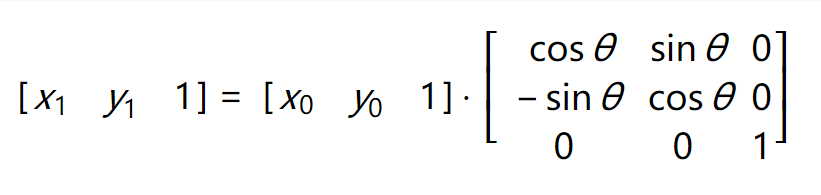 [x₁ y₁ 1] = [x₀ y₀ 1] · [cos θ sin θ 0
− sin θ cos θ 0
0 0 1]